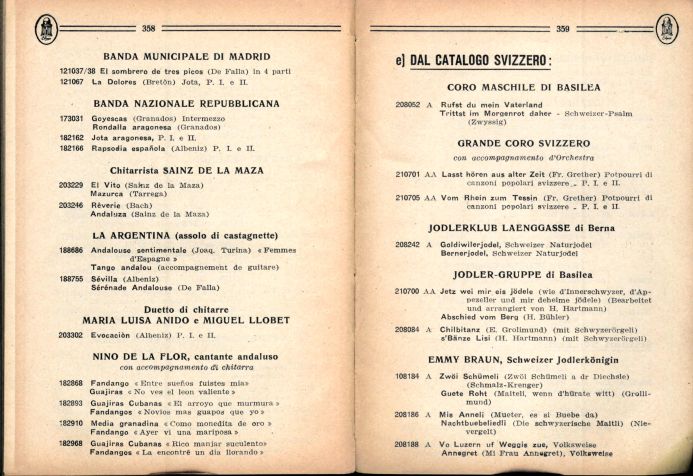 358
BANDA MUNICIPALE DI MADRID
121037/38 El sombrero de tres picos (De Falla) in 4 parti
121067 La Dolores (Bretòn) Jota, P. I. e II.
BANDA NAZIONALE REPUBBLICANA
173031 Goyescas (Granados) Intermezzo
Rondalla aragonesa (Granados)
182162 Jota aragonesa, P. I. e II.
182166 Rapsodia española (Albeniz) P. I. e II.
Chitarrista SAINZ DE LA MAZA
203229 El Vito (Sainz de la Maza)
Mazurca (Tarrega)
203246 Rêverie (Bach)
Andaluza (Sainz de la Maza)
LA ARGENTINA (assolo di castagnette)
188686 Andalouse sentimentale (Joaq. Turina) « Femmes
d'Espagne »
Tango andalou (accompagnement de guitare)
188755 Sévilla (Albeniz)
Sérénade Andalouse (De Falla)
Duetto di chitarre
MARIA LUISA ANIDO e MIGUEL LLOBET
203302 Evocaciòn (Albeniz) P. I. e II.
NINO DE LA FLOR, cantante andaluso
con accompagnamento di chitarra
182868 Fandango « Entre sueños fuistes mia»
Guajiras « No ves el leon valiente »
182893 Guajiras Cubanas « El arroyo que murmura »
Fandangos « Novios mas guapos que yo »
182910 Media granadina « Como monedita de oro »
Fandango « Ayer vi una mariposa »
182968 Guajiras Cubanas « Rico manjar suculento»
Fandangos « La encontré un dia llorando »
359
e] DAL CATALOGO SVIZZERO:
CORO MASCHILE DI BASILEA
208052 A Rufst du mein Vaterland
Trittst im Morgenrot daher - Schweizer-Psalm
(Zwyssig)
GRANDE CORO SVIZZERO
con accompagnamento d'Orchestra
210701 AA Lasst hören aus alter Zeit (Fr. Grether) Potpourri di
canzoni popolari svizzere - P. I. e II.
210705 AA Vom Rhein zum Tessin (Fr. Grether) Potpourri di
canzoni popolari svizzere - P. I. e II.
JODLERKLUB LAENGGASSE di Berna
208242 A Goldiwilerjodel, Schweizer Naturjodel
Bernerjodel, Schweizer Naturjodel
JODLER-GRUPPE di Basilea
210700 AA Jetz wei mir eis jödele (wie d'Innerschwyzer, d'Ap-
pezeller und mir deheime jödele) (Bearbeitet
und arrangiert von H. Hartmann)
Abschied vom Berg (H. Bühler)
208084 A Chilbitanz (E. Grolimund) (mit Schwyzerörgeli)
s'Bänze Lisi (H. Hartmann) (mit Schwyzerörgeli)
EMMY BRAUN, Schweizer Jodlerkönigin
108184 A Zwöi Schümeli (Zwöi Schümeli a dr Diechsle)
(Schmalz-Krenger)
Guete Roht (Maiteli, wenn d'hürate witt) (Grolli-
mund)
208186 A Mis Anneli (Mueter, es si Buebe da)
Nachtbuebeliedli (Die schwyzerische Maitli) (Nie-
vergelt)
208188 A Vo Luzern uf Weggis zue, Volksweise
Annegret (Mi Frau Annegret), Volksweise